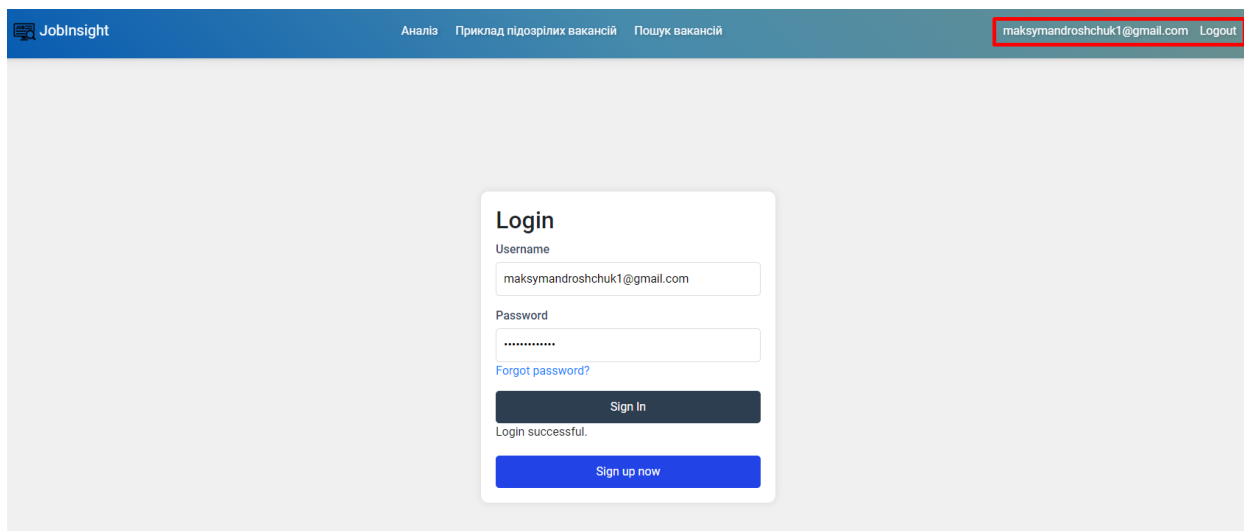 JobInsight Аналіз Приклад підозрілих вакансій Пошук вакансій maksymandroshchuk1@gmail.com Logout
Login
Username
maksymandroshchuk1@gmail.com
Password
•••••••••••••
Forgot password?
Sign In
Login successful.
Sign up now